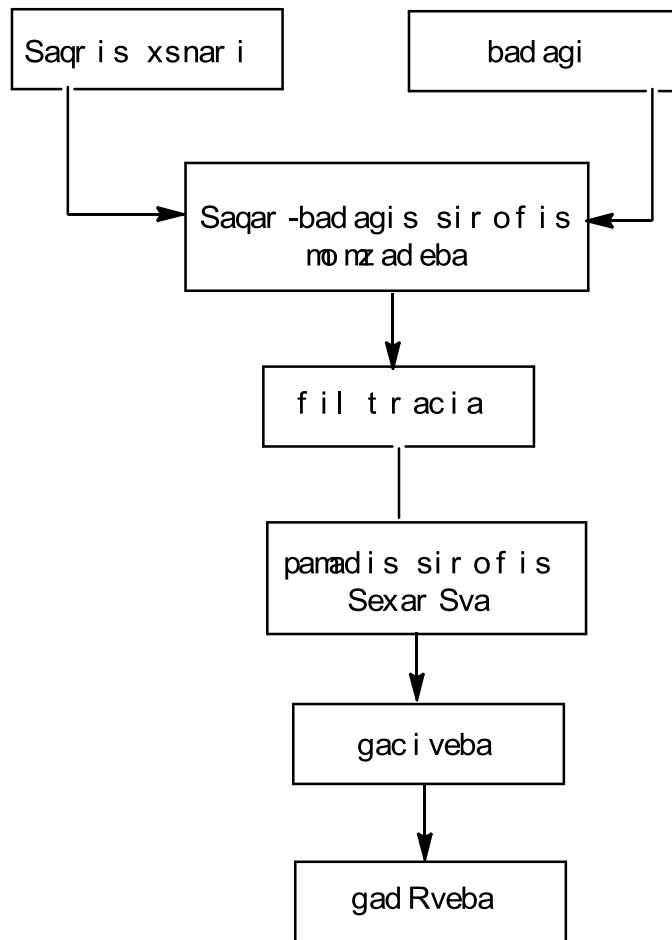 Saqris xsnari
badagi
Saqar-badagis sirofis
momzadeba
filtracia
pamadis sirofis
SexarSva
gaciveba
gadRveba